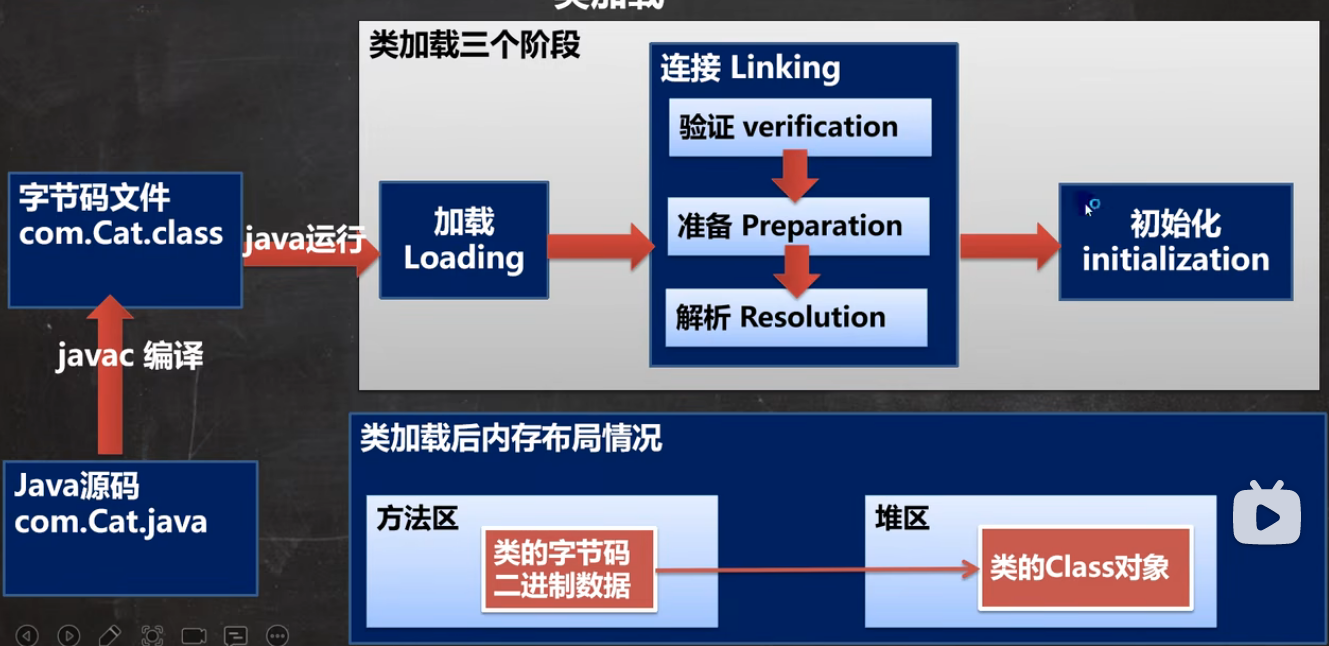 类加载
类加载三个阶段
连接 Linking
验证 verification
准备 Preparation
解析 Resolution
字节码文件
com.Cat.class
java运行
加载
Loading
初始化
initialization
javac 编译
Java源码
com.Cat.java
类加载后内存布局情况
方法区
类的字节码
二进制数据
堆区
类的Class对象